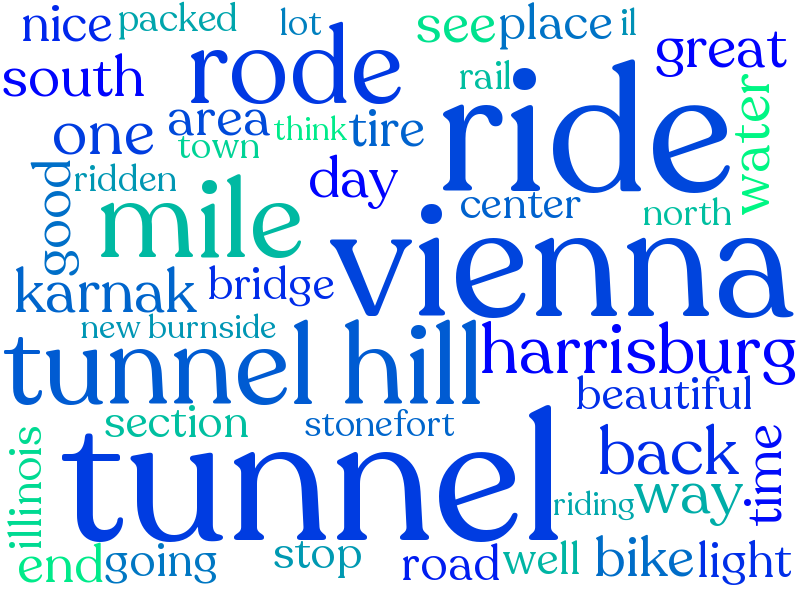 nice packed lot see place il
south rode rail great
one area tire ride water
town think
good ridden day center north
mile vienna
karnak bridge
new burnside
tunnel hill harrisburg
beautiful
section stonefort back time
illinois tunnel riding way
end going stop road well bike light